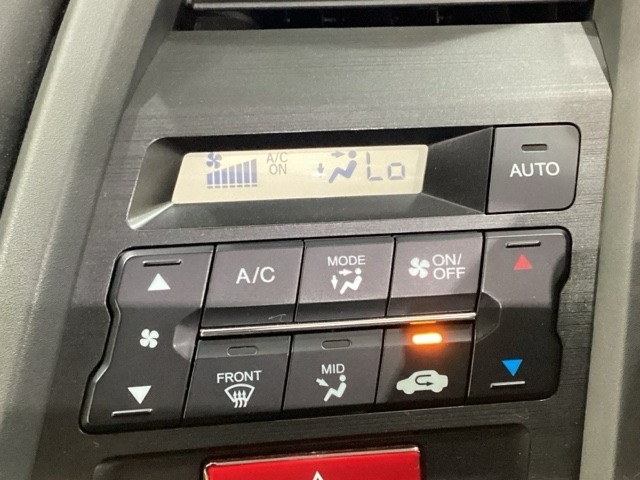 A/C
ON
Lo
AUTO
A/C
MODE
ON/
OFF
FRONT
MID